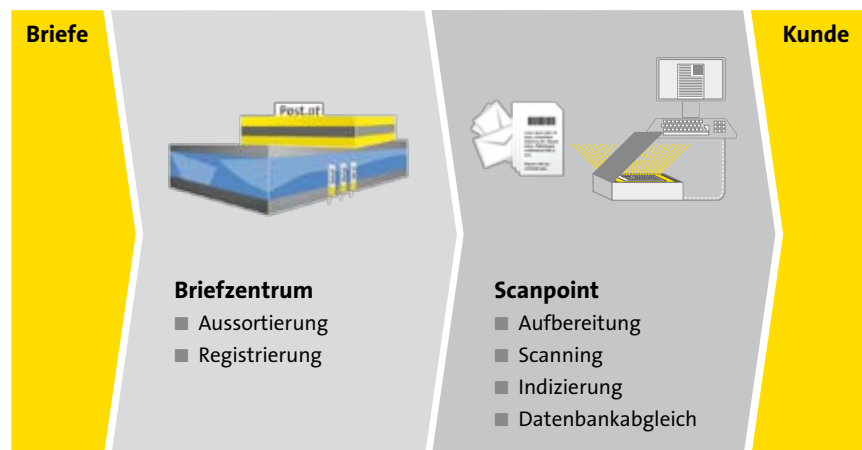 Briefe
Kunde
Post.at
Briefzentrum
Aussortierung
Registrierung
Scanpoint
Aufbereitung
Scanning
Indizierung
Datenbankabgleich